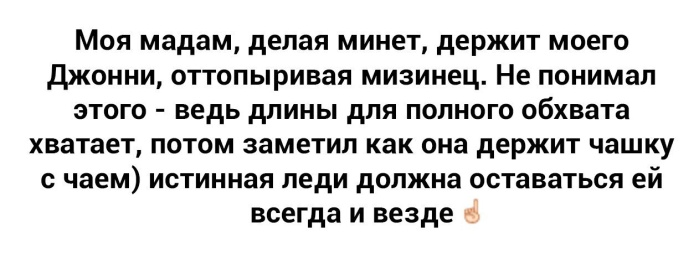 Моя мадам, делая минет, держит моего
Джонни, оттопыривая мизинец. Не понимал
этого - ведь длины для полного обхвата
хватает, потом заметил как она держит чашку
с чаем) истинная леди должна оставаться ей
всегда и везде ☝🏻